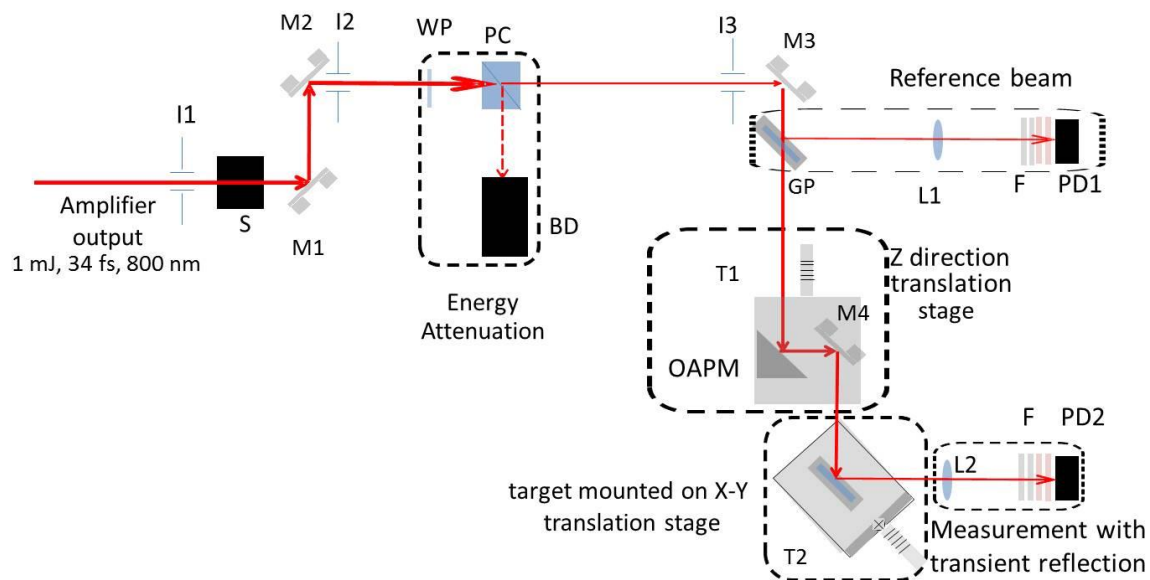 M2
I2
WP
PC
I3
M3
Reference beam
I1
GP
L1
F
PD1
Amplifier
output
1 mJ, 34 fs, 800 nm
S
M1
BD
Energy
Attenuation
T1
Z direction
translation
stage
M4
OAPM
F
PD2
L2
target mounted on X-Y
translation stage
T2
Measurement with
transient reflection